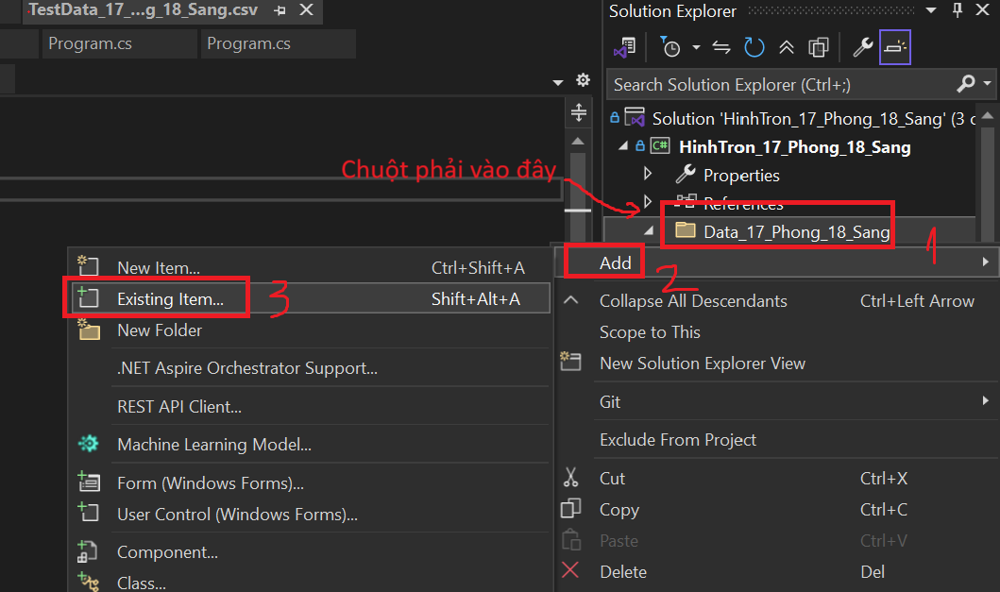 TestData_17_...g_18_Sang.csv
Program.cs
Program.cs
Solution Explorer
Search Solution Explorer (Ctrl+;)
Solution 'HinhTron_17_Phong_18_Sang' (3 c
C# HinhTron_17_Phong_18_Sang
Properties
References
Data_17_Phong_18_Sang
Chuột phải vào đây
1
Add
2
Collapse All Descendants Ctrl+Left Arrow
Scope to This
New Solution Explorer View
Git
Exclude From Project
Cut Ctrl+X
Copy Ctrl+C
Paste Ctrl+V
Delete Del
New Item... Ctrl+Shift+A
Existing Item... Shift+Alt+A
3
New Folder
.NET Aspire Orchestrator Support...
REST API Client...
Machine Learning Model...
Form (Windows Forms)...
User Control (Windows Forms)...
Component...
Class...